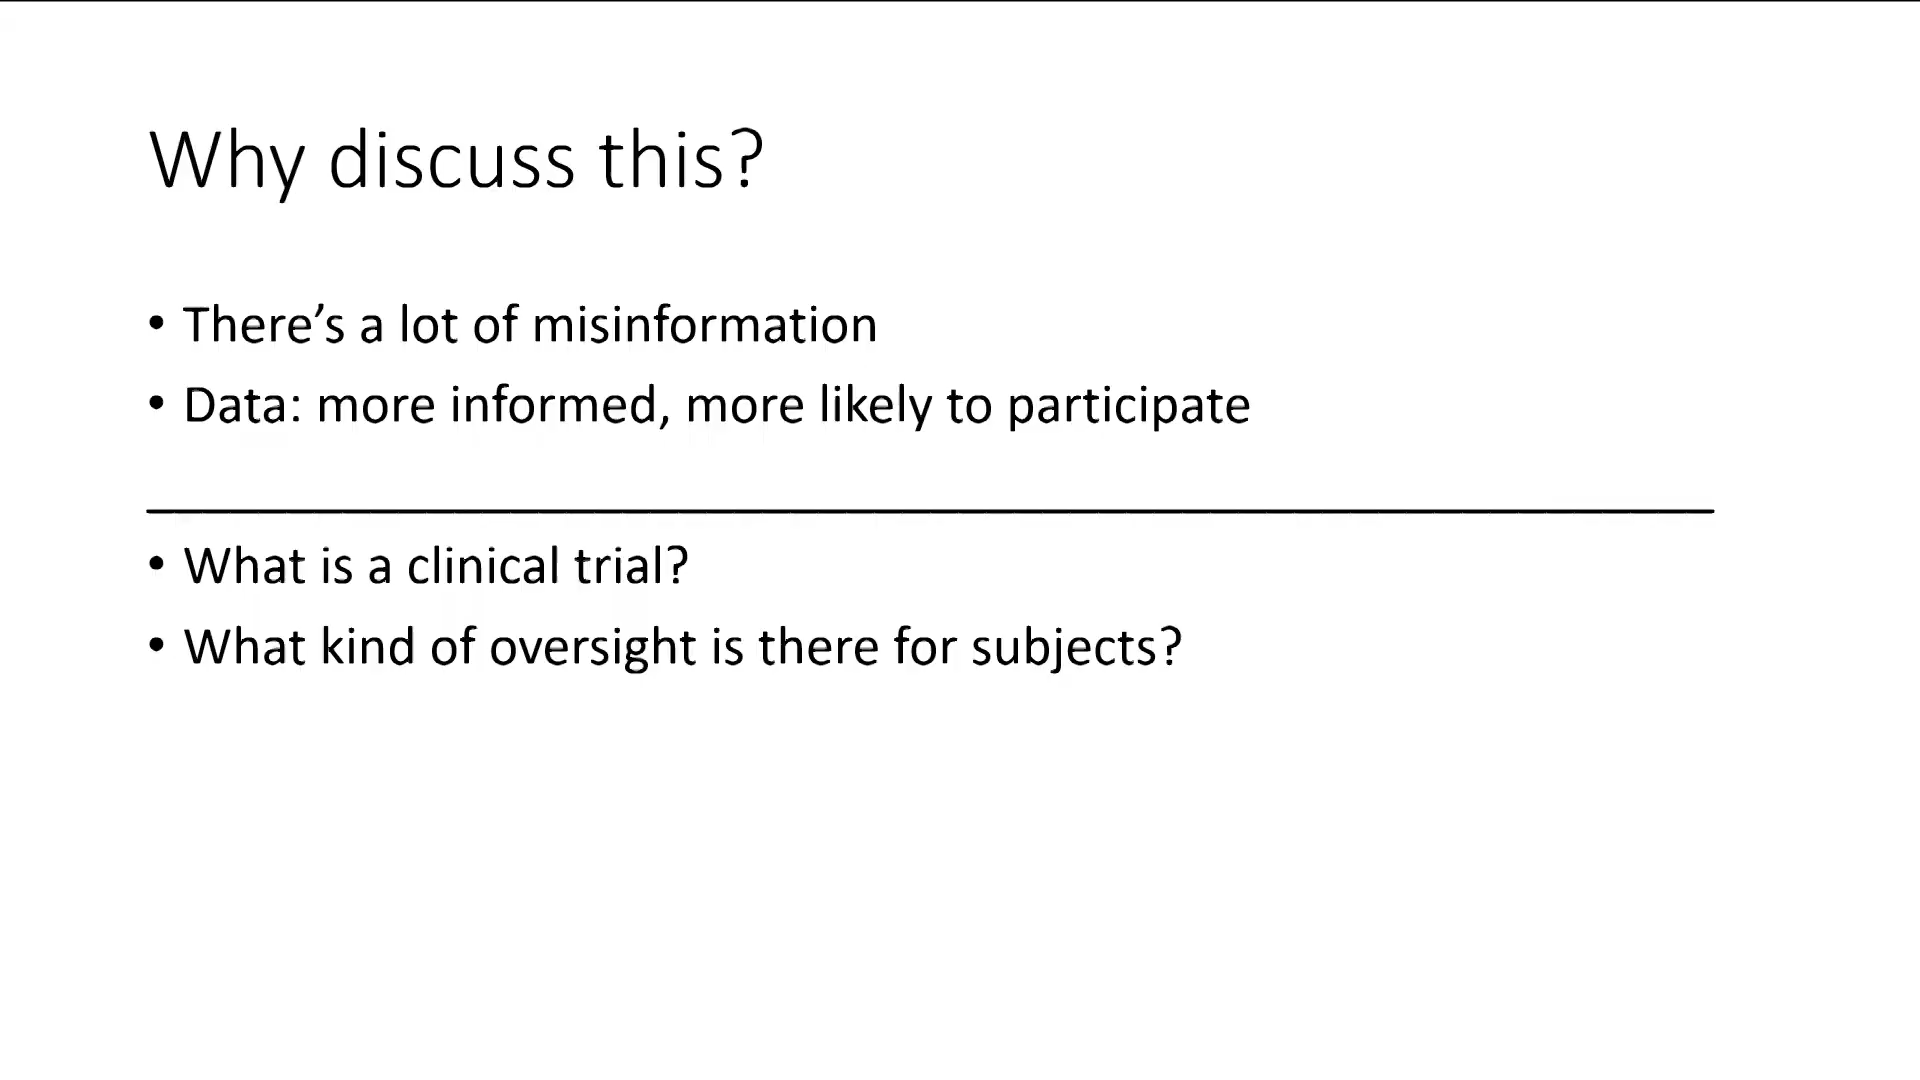 Why discuss this?
• There’s a lot of misinformation
• Data: more informed, more likely to participate
• What is a clinical trial?
• What kind of oversight is there for subjects?